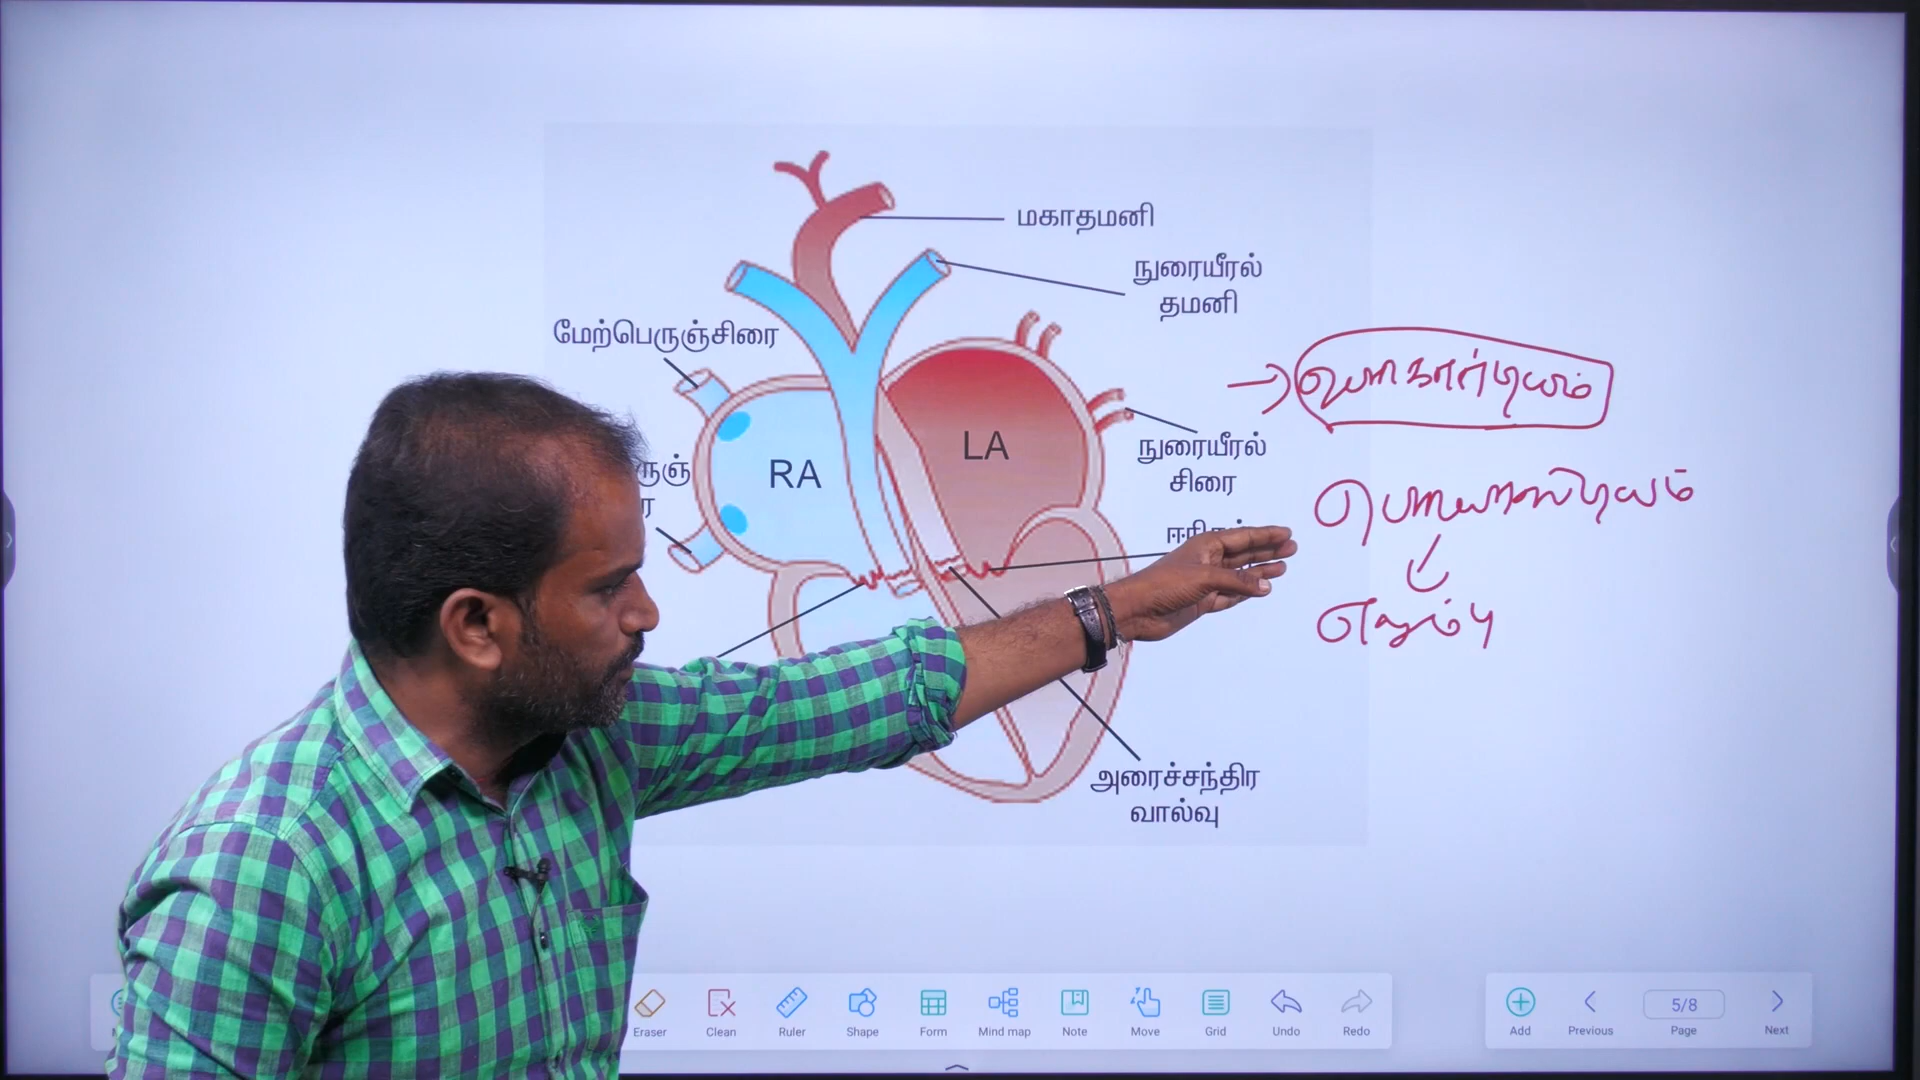 மகாதமனி
நுரையீரல்
தமனி
மேற்பெருஞ்சிரை
RA
LA
நுரையீரல்
சிரை
ருஞ்
ர
அரைச்சந்திர
வால்வு
எலும்பு
Eraser
Clean
Ruler
Shape
Form
Mind map
Note
Move
Grid
Undo
Redo
Add
Previous
5/8
Page
Next